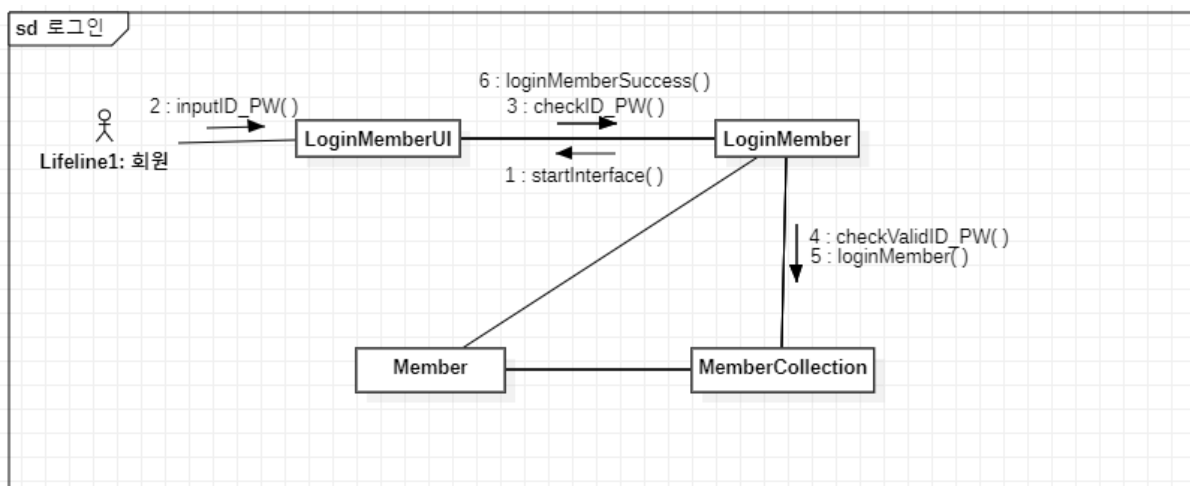 sd 로그인
6 : loginMemberSuccess( )
2 : inputID_PW( )
3 : checkID_PW( )
LoginMemberUI
LoginMember
Lifeline1: 회원
1 : startInterface( )
4 : checkValidID_PW( )
5 : loginMember( )
Member
MemberCollection